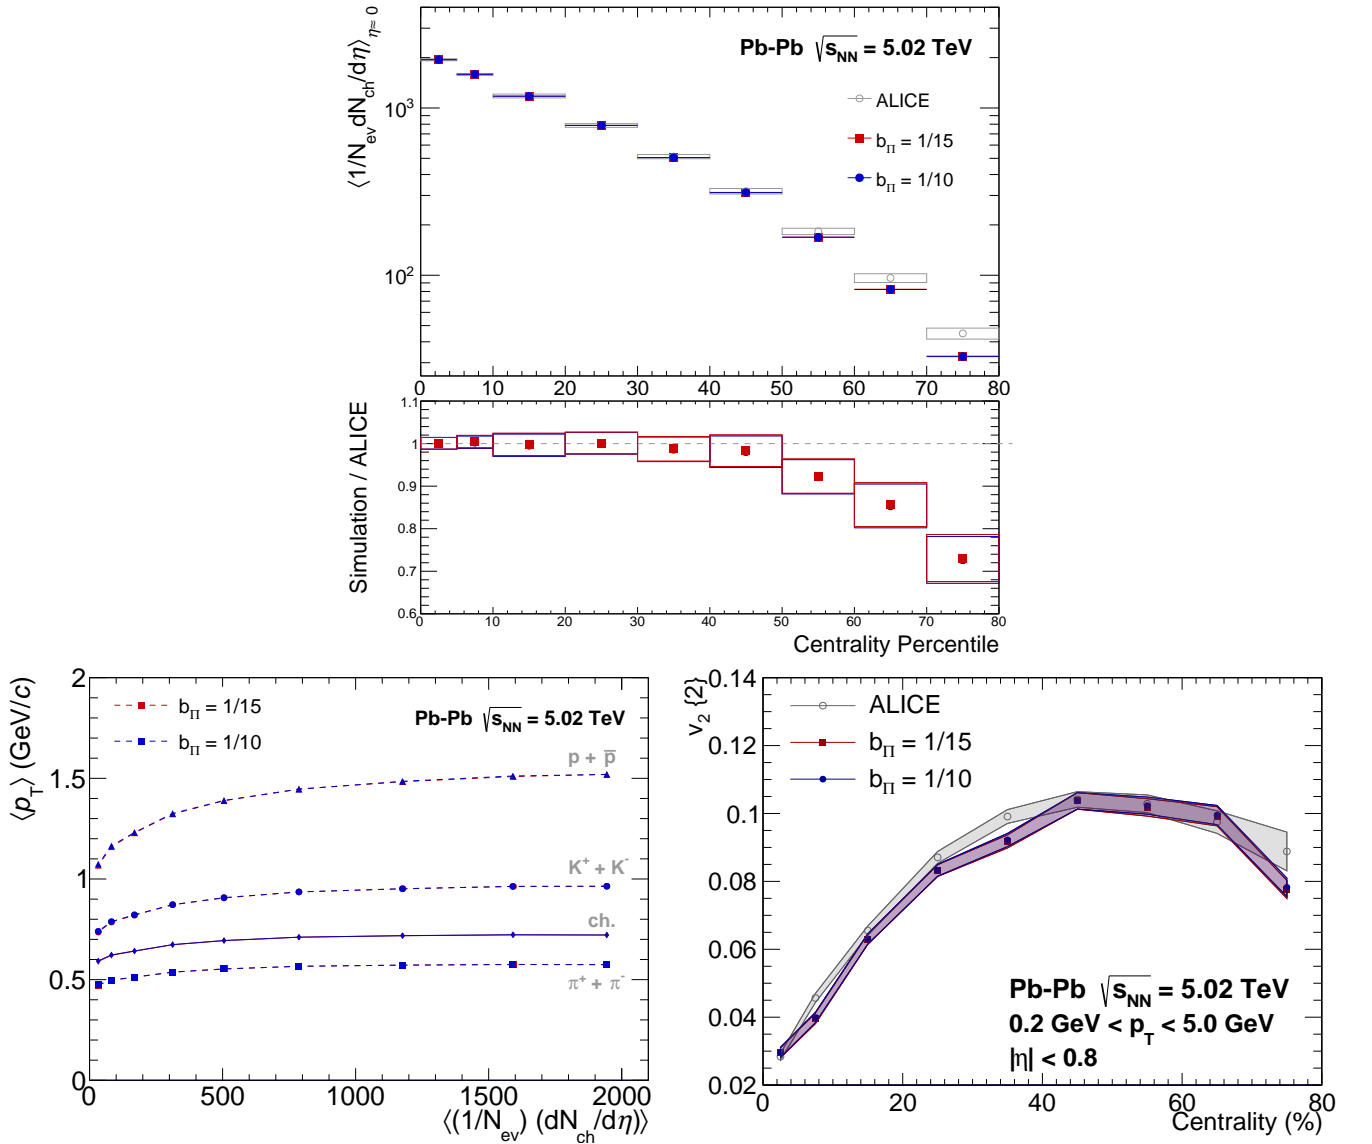 ⟨1/N_ev dN_ch/dη⟩_η≈ 0
Pb-Pb √s_NN = 5.02 TeV
ALICE
b_Π = 1/15
b_Π = 1/10
10^3
10^2
0 10 20 30 40 50 60 70 80
Simulation / ALICE
1.1
1
0.9
0.8
0.7
0.6
0 10 20 30 40 50 60 70 80
Centrality Percentile
⟨p_T⟩ (GeV/c)
2
1.5
1
0.5
0
b_Π = 1/15
b_Π = 1/10
Pb-Pb √s_NN = 5.02 TeV
p + p̅
K^+ + K^-
ch.
π^+ + π^-
0 500 1000 1500 2000
⟨(1/N_ev) (dN_ch/dη)⟩
v_2 {2}
0.14
0.12
0.1
0.08
0.06
0.04
0.02
ALICE
b_Π = 1/15
b_Π = 1/10
Pb-Pb √s_NN = 5.02 TeV
0.2 GeV < p_T < 5.0 GeV
|η| < 0.8
0 20 40 60 80
Centrality (%)